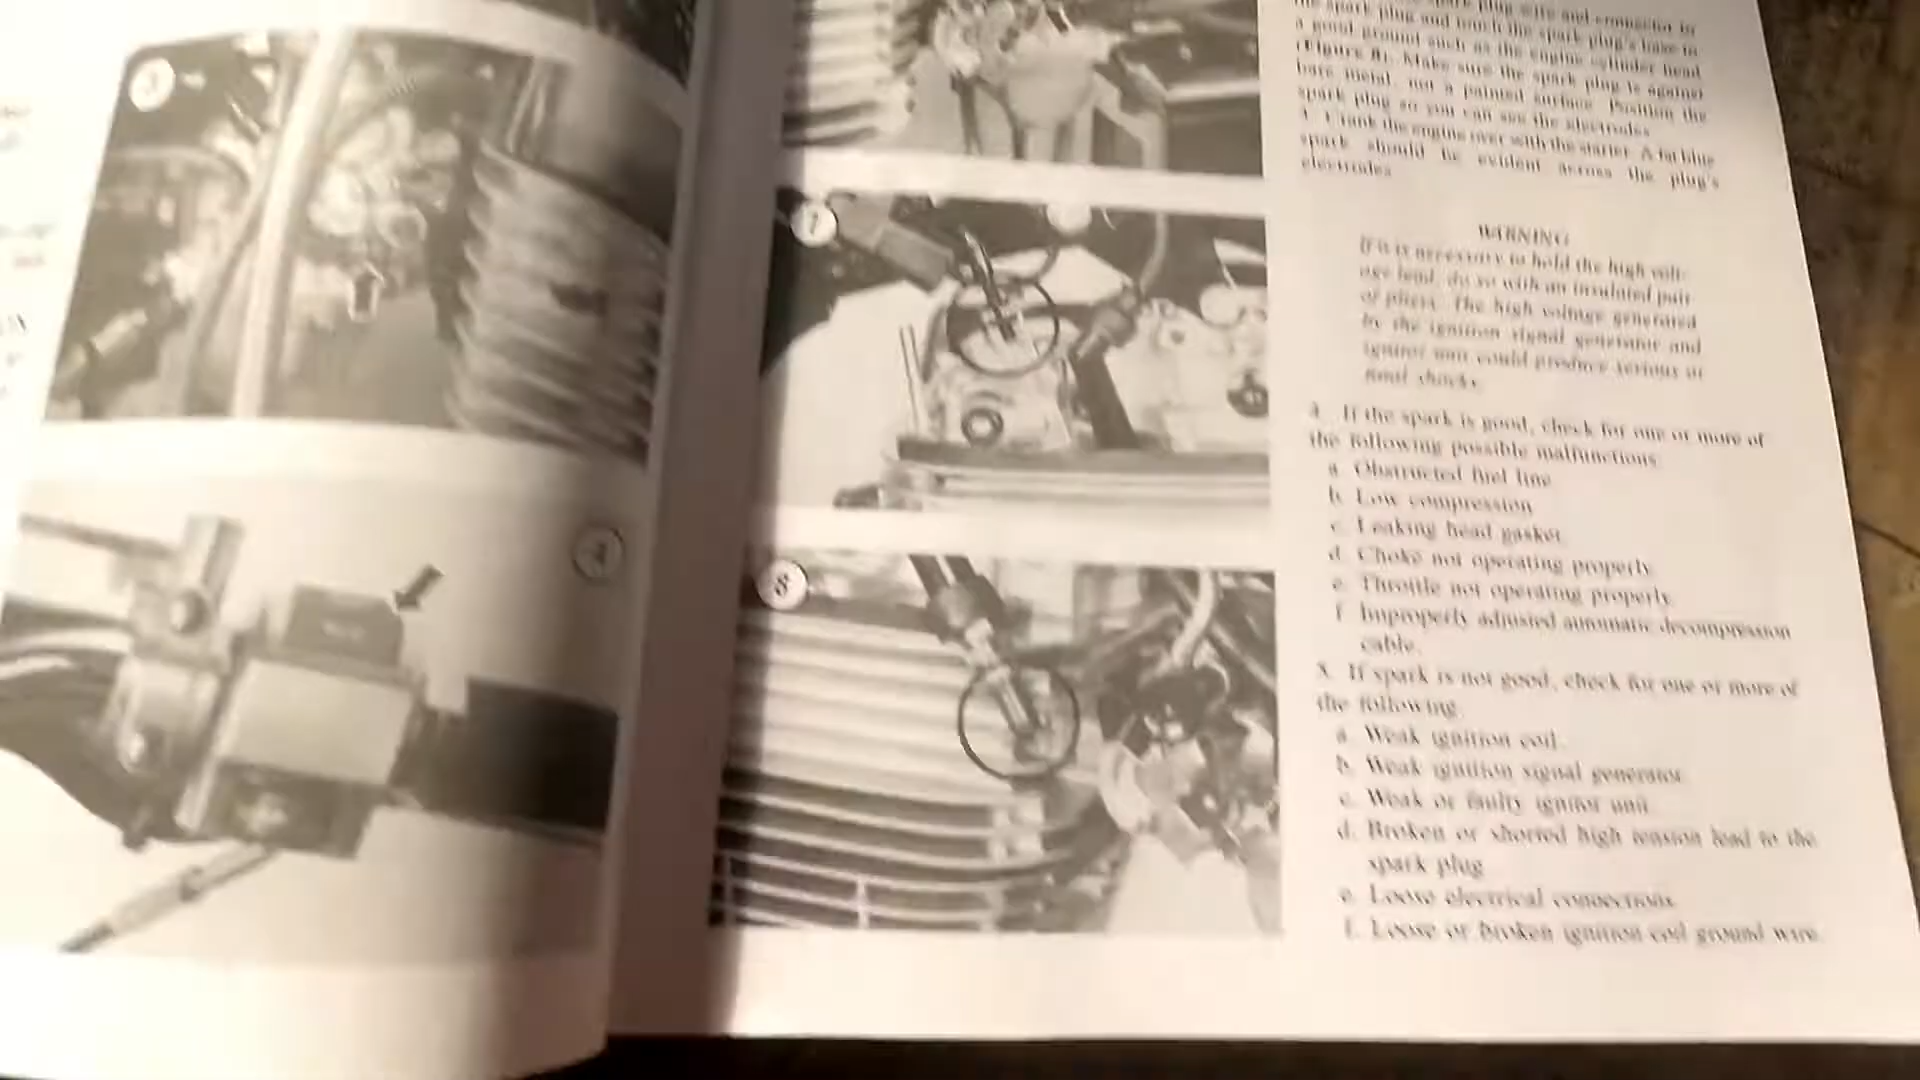 3
4
7
8
spark plug wire and connector to
the spark plug and touch the spark plug's base to
a good ground such as the engine cylinder head
(Figure 8). Make sure the spark plug is against
bare metal, not a painted surface. Position the
spark plug so you can see the electrodes.
Crank the engine over with the starter. A fat blue
spark should be evident across the plug's
electrodes.
WARNING
If it is necessary to hold the high volt-
age lead, do so with an insulated pair
of pliers. The high voltage generated
by the ignition signal generator and
ignitor unit could produce serious or
fatal shocks.
4. If the spark is good, check for one or more of
the following possible malfunctions:
a. Obstructed fuel line.
b. Low compression.
c. Leaking head gasket.
d. Choke not operating properly.
e. Throttle not operating properly.
f. Improperly adjusted automatic decompression
cable.
5. If spark is not good, check for one or more of
the following:
a. Weak ignition coil.
b. Weak ignition signal generator.
c. Weak or faulty ignitor unit.
d. Broken or shorted high tension lead to the
spark plug.
e. Loose electrical connections.
f. Loose or broken ignition coil ground wire.